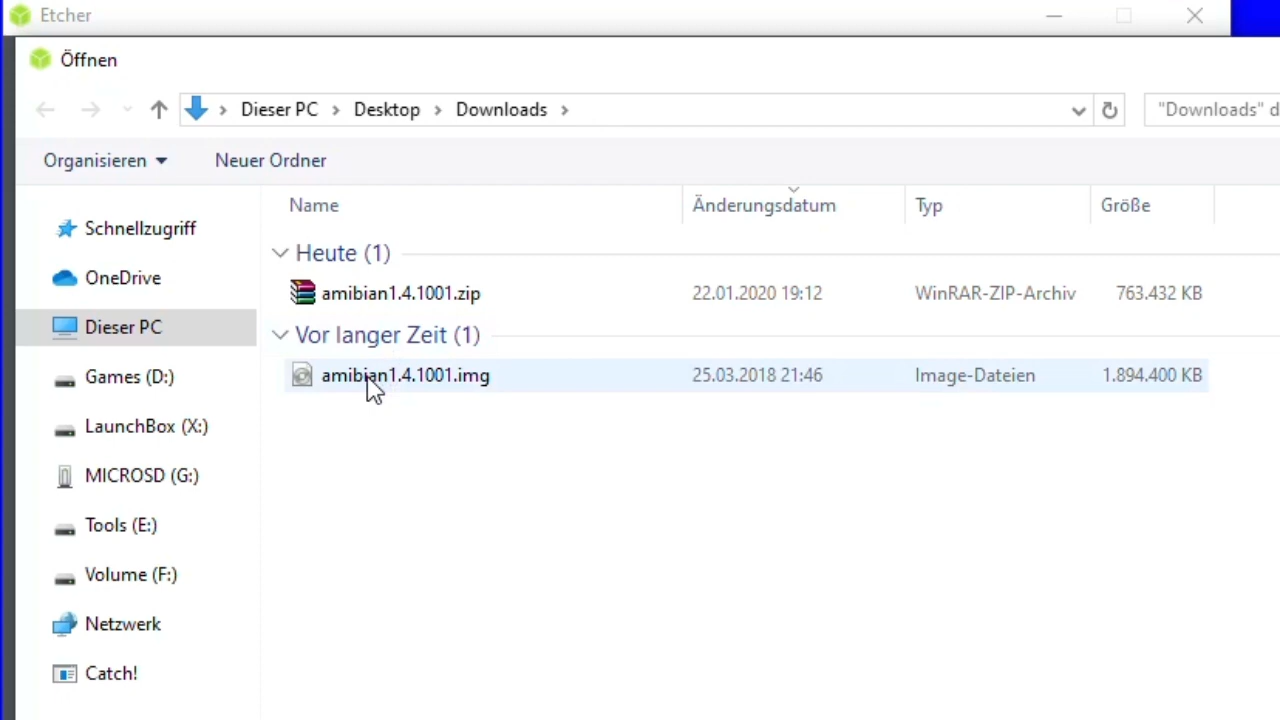 Etcher
Öffnen
Dieser PC Desktop Downloads "Downloads" d
Organisieren Neuer Ordner
Name Änderungsdatum Typ Größe
Schnellzugriff
OneDrive
Dieser PC
Games (D:)
LaunchBox (X:)
MICROSD (G:)
Tools (E:)
Volume (F:)
Netzwerk
Catch!
Heute (1)
amibian1.4.1001.zip 22.01.2020 19:12 WinRAR-ZIP-Archiv 763.432 KB
Vor langer Zeit (1)
amibian1.4.1001.img 25.03.2018 21:46 Image-Dateien 1.894.400 KB